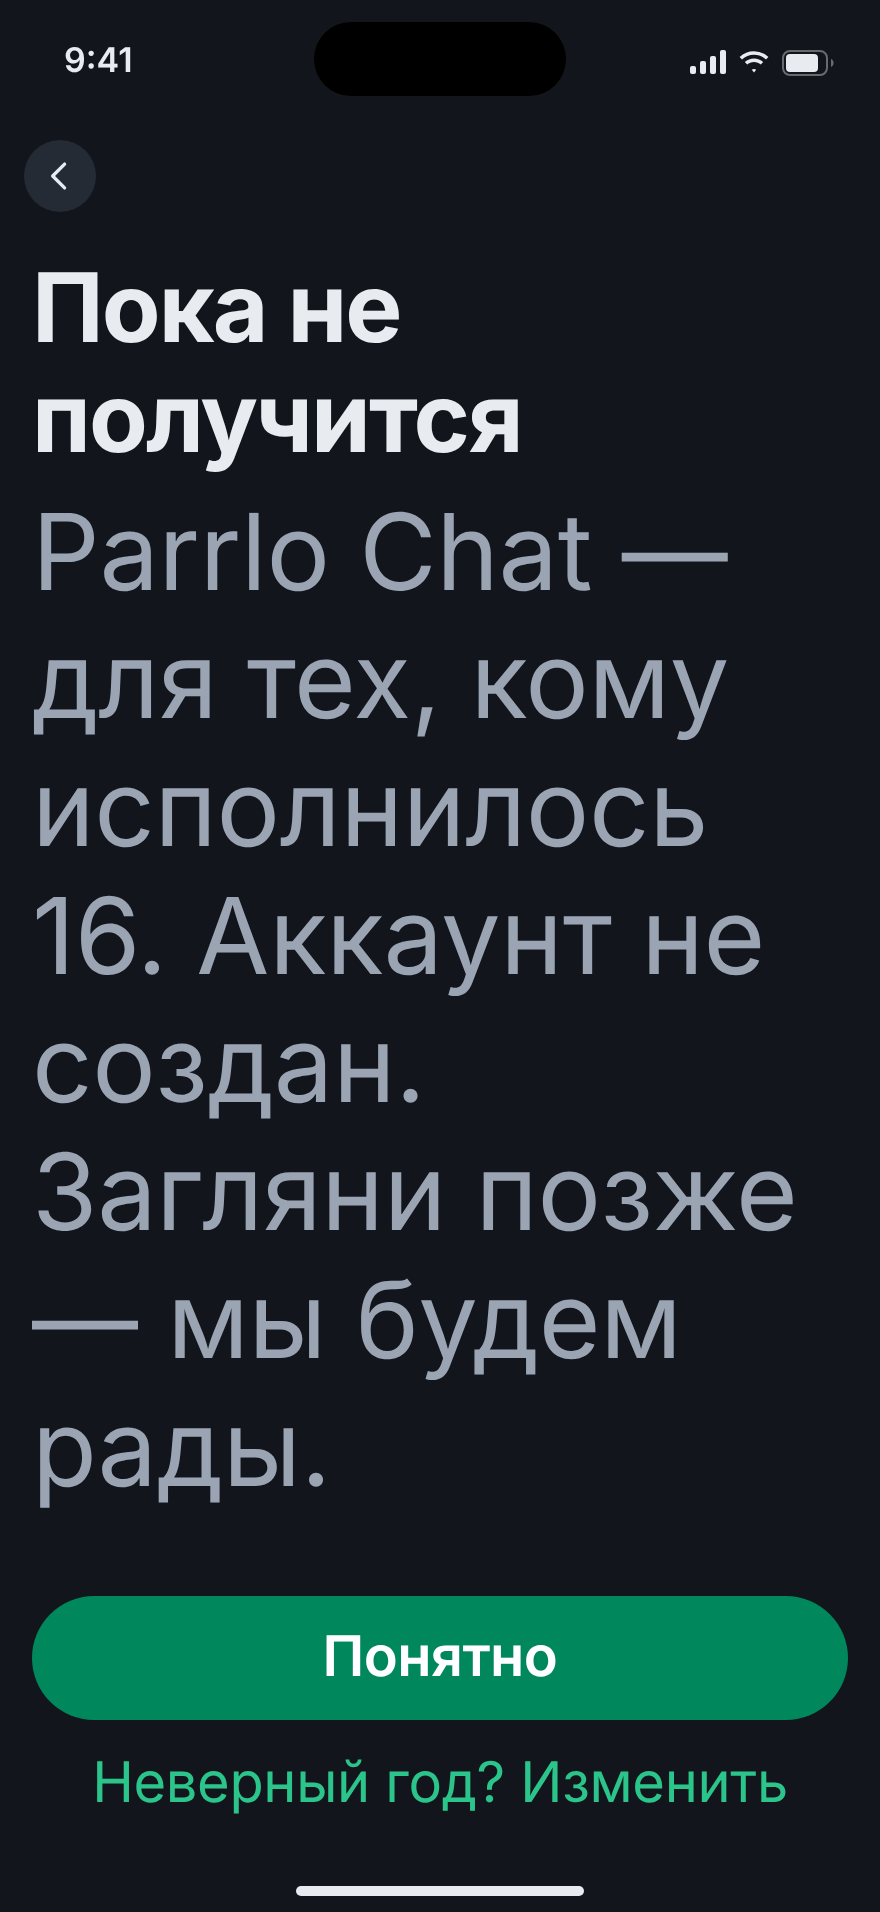 9:41
Пока не
получится
Parrlo Chat —
для тех, кому
исполнилось
16. Аккаунт не
создан.
Загляни позже
— мы будем
рады.
Понятно
Неверный год? Изменить